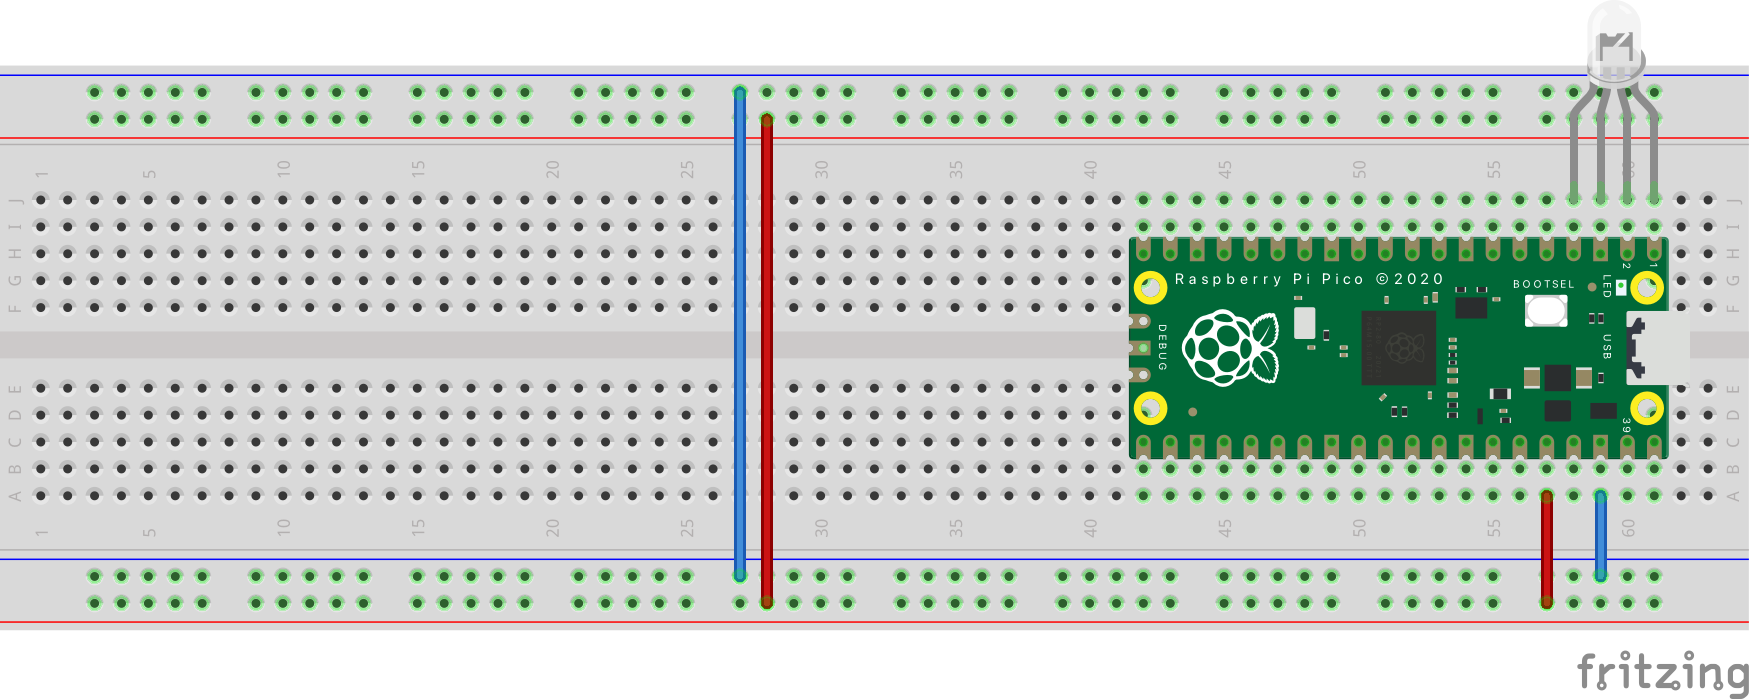 1 5 10 15 20 25 30 35 40 45 50 55 60
J J
I I
H H
G G
F F
Raspberry Pi Pico ©2020
BOOTSEL
LED
2
1
DEBUG
USB
39
E E
D D
C C
B B
A A
1 5 10 15 20 25 30 35 40 45 50 55 60
fritzing